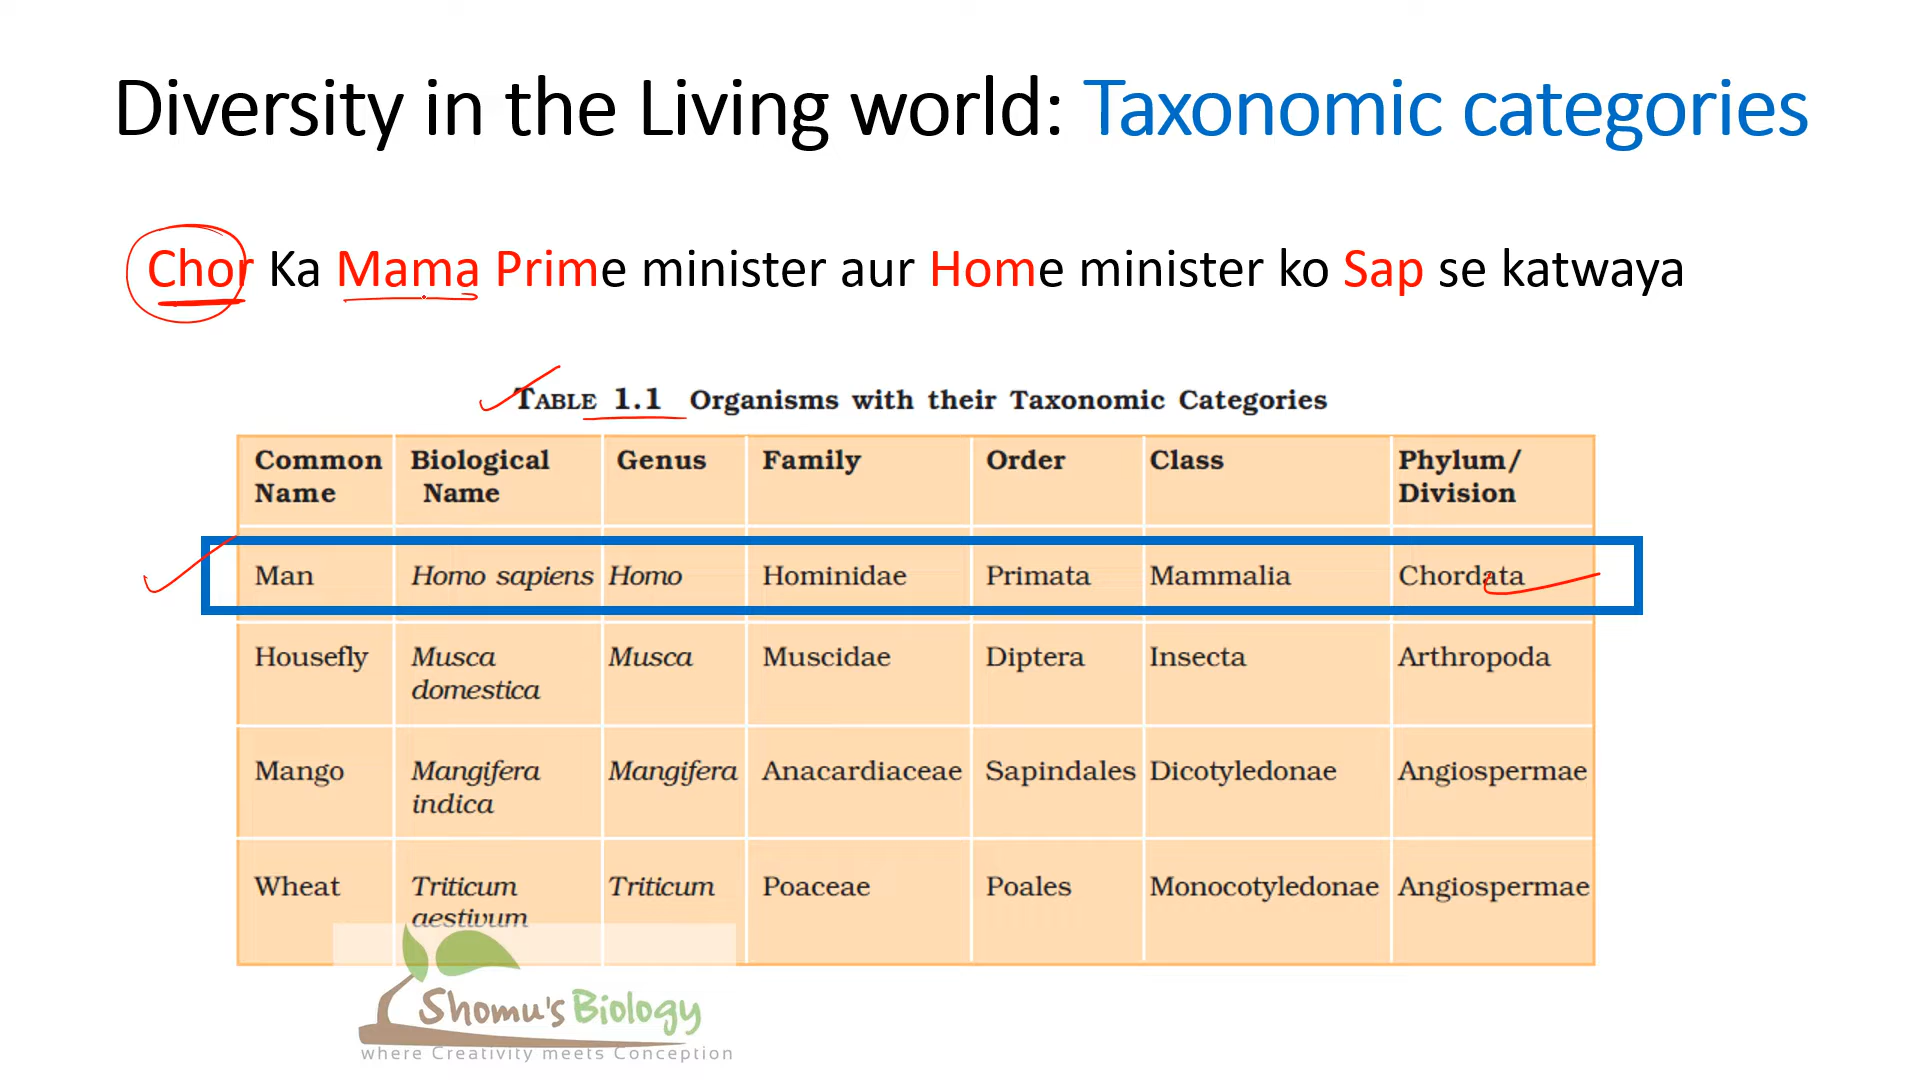 Diversity in the Living world: Taxonomic categories
Chor Ka Mama Prime minister aur Home minister ko Sap se katwaya
TABLE 1.1 Organisms with their Taxonomic Categories
Common Name Biological Name Genus Family Order Class Phylum/ Division
Man Homo sapiens Homo Hominidae Primata Mammalia Chordata
Housefly Musca domestica Musca Muscidae Diptera Insecta Arthropoda
Mango Mangifera indica Mangifera Anacardiaceae Sapindales Dicotyledonae Angiospermae
Wheat Triticum aestivum Triticum Poaceae Poales Monocotyledonae Angiospermae
Shomu's Biology
where Creativity meets Conception